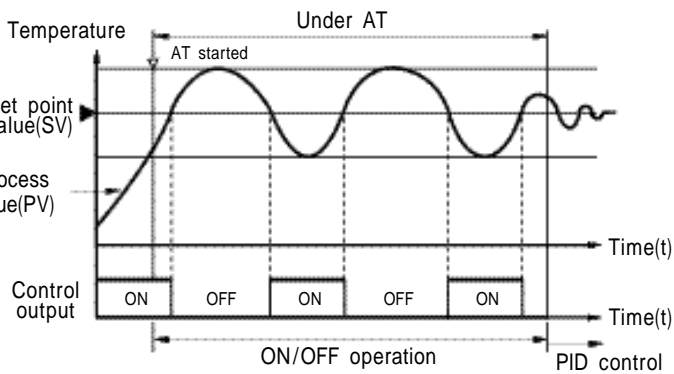 Under AT
Temperature
AT started
et point
alue(SV)
ocess
ue(PV)
Time(t)
Control
output
ON
OFF
ON
OFF
ON
Time(t)
ON/OFF operation
PID control